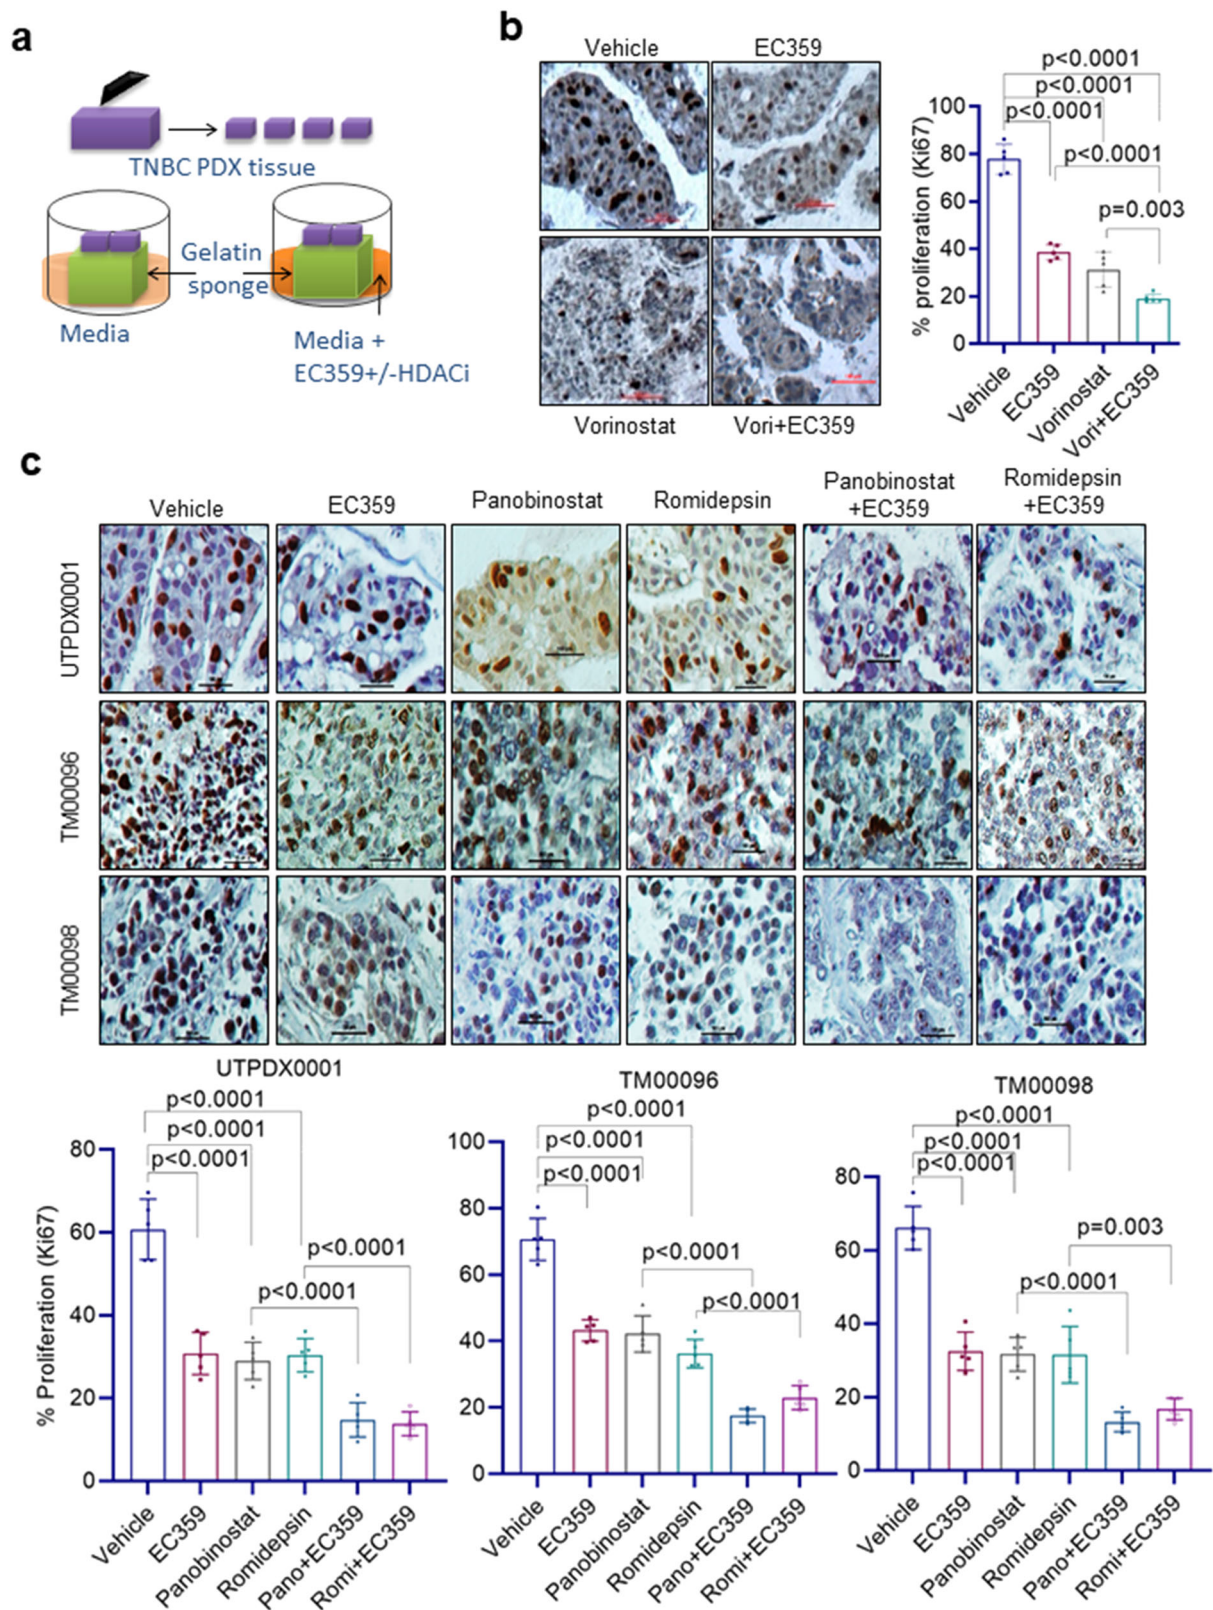 a
TNBC PDX tissue
Gelatin
sponge
Media
Media +
EC359+/-HDACi
b
Vehicle
EC359
Vorinostat
Vori+EC359
p<0.0001
p<0.0001
p<0.0001
p<0.0001
p=0.003
% proliferation (Ki67)
100
80
60
40
20
0
Vehicle
EC359
Vorinostat
Vori+EC359
c
Vehicle
EC359
Panobinostat
Romidepsin
Panobinostat
+EC359
Romidepsin
+EC359
UTPDX0001
TM00096
TM00098
UTPDX0001
p<0.0001
p<0.0001
p<0.0001
p<0.0001
p<0.0001
% Proliferation (Ki67)
80
60
40
20
0
Vehicle
EC359
Panobinostat
Romidepsin
Pano+EC359
Romi+EC359
TM00096
p<0.0001
p<0.0001
p<0.0001
p<0.0001
p<0.0001
100
80
60
40
20
0
Vehicle
EC359
Panobinostat
Romidepsin
Pano+EC359
Romi+EC359
TM00098
p<0.0001
p<0.0001
p<0.0001
p=0.003
p<0.0001
80
60
40
20
0
Vehicle
EC359
Panobinostat
Romidepsin
Pano+EC359
Romi+EC359